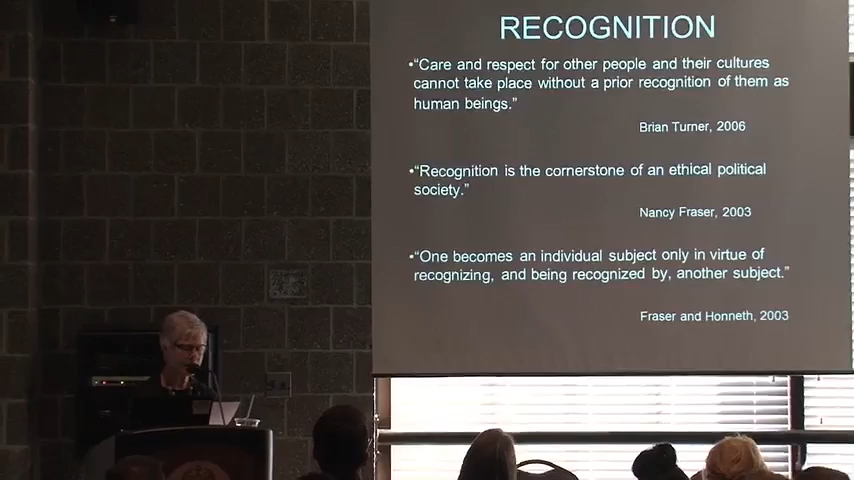 RECOGNITION
•“Care and respect for other people and their cultures
cannot take place without a prior recognition of them as
human beings.”
Brian Turner, 2006
•“Recognition is the cornerstone of an ethical political
society.”
Nancy Fraser, 2003
•“One becomes an individual subject only in virtue of
recognizing, and being recognized by, another subject.”
Fraser and Honneth, 2003